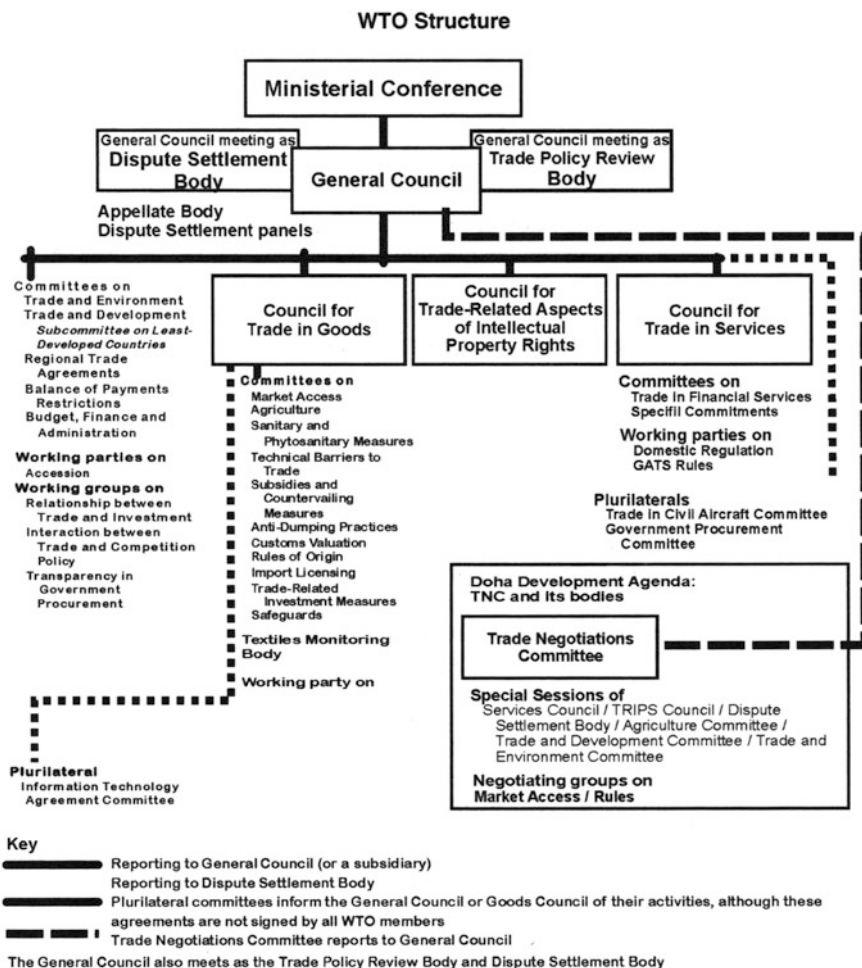 WTO Structure
Ministerial Conference
General Council meeting as
Dispute Settlement
Body
General Council
General Council meeting as
Trade Policy Review
Body
Appellate Body
Dispute Settlement panels
Committees on
Trade and Environment
Trade and Development
Subcommittee on Least-
Developed Countries
Regional Trade
Agreements
Balance of Payments
Restrictions
Budget, Finance and
Administration
Working parties on
Accession
Working groups on
Relationship between
Trade and Investment
Interaction between
Trade and Competition
Policy
Transparency in
Government
Procurement
Plurilateral
Information Technology
Agreement Committee
Council for
Trade in Goods
Committees on
Market Access
Agriculture
Sanitary and
Phytosanitary Measures
Technical Barriers to
Trade
Subsidies and
Countervailing
Measures
Anti-Dumping Practices
Customs Valuation
Rules of Origin
Import Licensing
Trade-Related
Investment Measures
Safeguards
Textiles Monitoring
Body
Working party on
Council for
Trade-Related Aspects
of Intellectual
Property Rights
Council for
Trade in Services
Committees on
Trade in Financial Services
Specifil Commitments
Working parties on
Domestic Regulation
GATS Rules
Plurilaterals
Trade in Civil Aircraft Committee
Government Procurement
Committee
Doha Development Agenda:
TNC and Its bodies
Trade Negotiations
Committee
Special Sessions of
Services Council / TRIPS Council / Dispute
Settlement Body / Agriculture Committee /
Trade and Development Committee / Trade and
Environment Committee
Negotiating groups on
Market Access / Rules
Key
Reporting to General Council (or a subsidiary)
Reporting to Dispute Settlement Body
Plurilateral committees inform the General Council or Goods Council of their activities, although these
agreements are not signed by all WTO members
Trade Negotiations Committee reports to General Council
The General Council also meets as the Trade Policy Review Body and Dispute Settlement Body